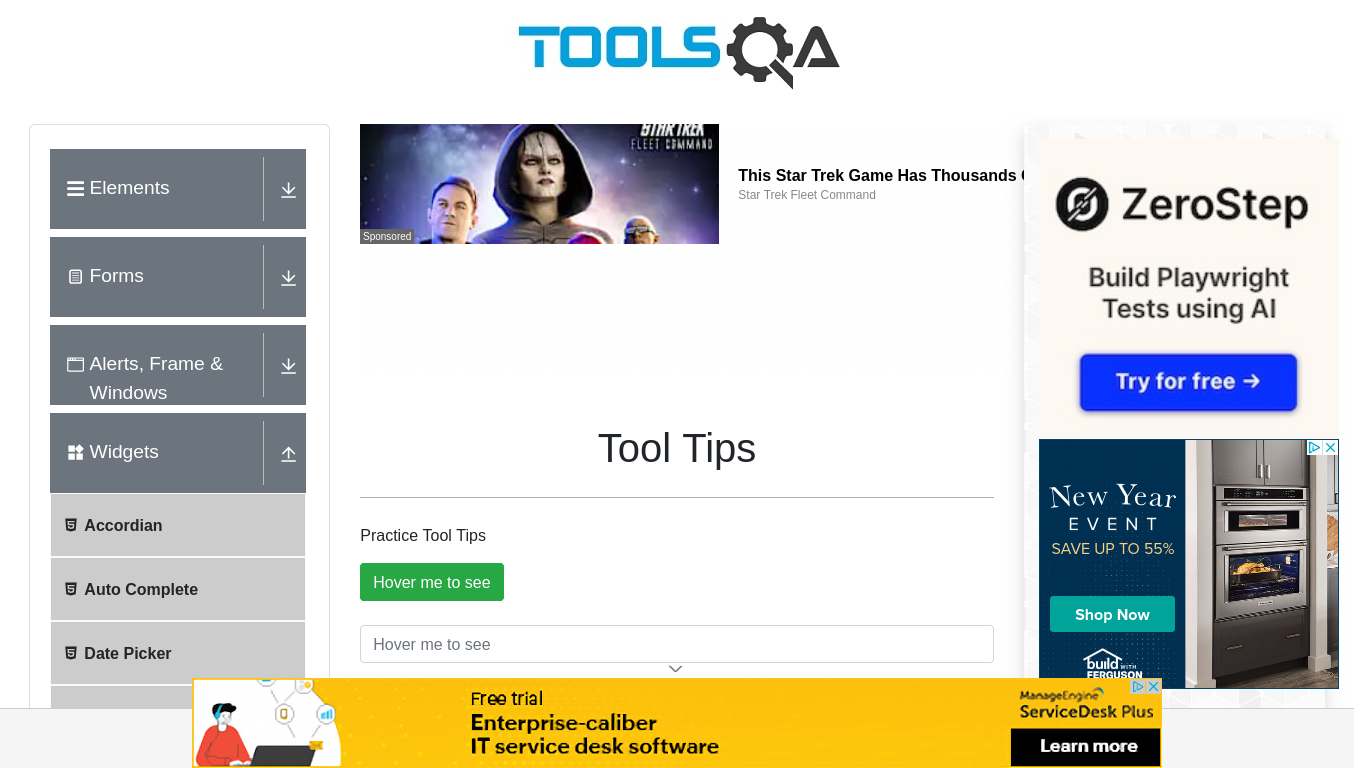 TOOLSQA
Elements
Forms
Alerts, Frame &
Windows
Widgets
Accordian
Auto Complete
Date Picker
STAR TREK
FLEET COMMAND
Sponsored
This Star Trek Game Has Thousands
Star Trek Fleet Command
Tool Tips
Practice Tool Tips
Hover me to see
Hover me to see
ZeroStep
Build Playwright
Tests using AI
Try for free →
New Year
EVENT
SAVE UP TO 55%
Shop Now
build WITH
FERGUSON
Free trial
Enterprise-caliber
IT service desk software
ManageEngine
ServiceDesk Plus
Learn more